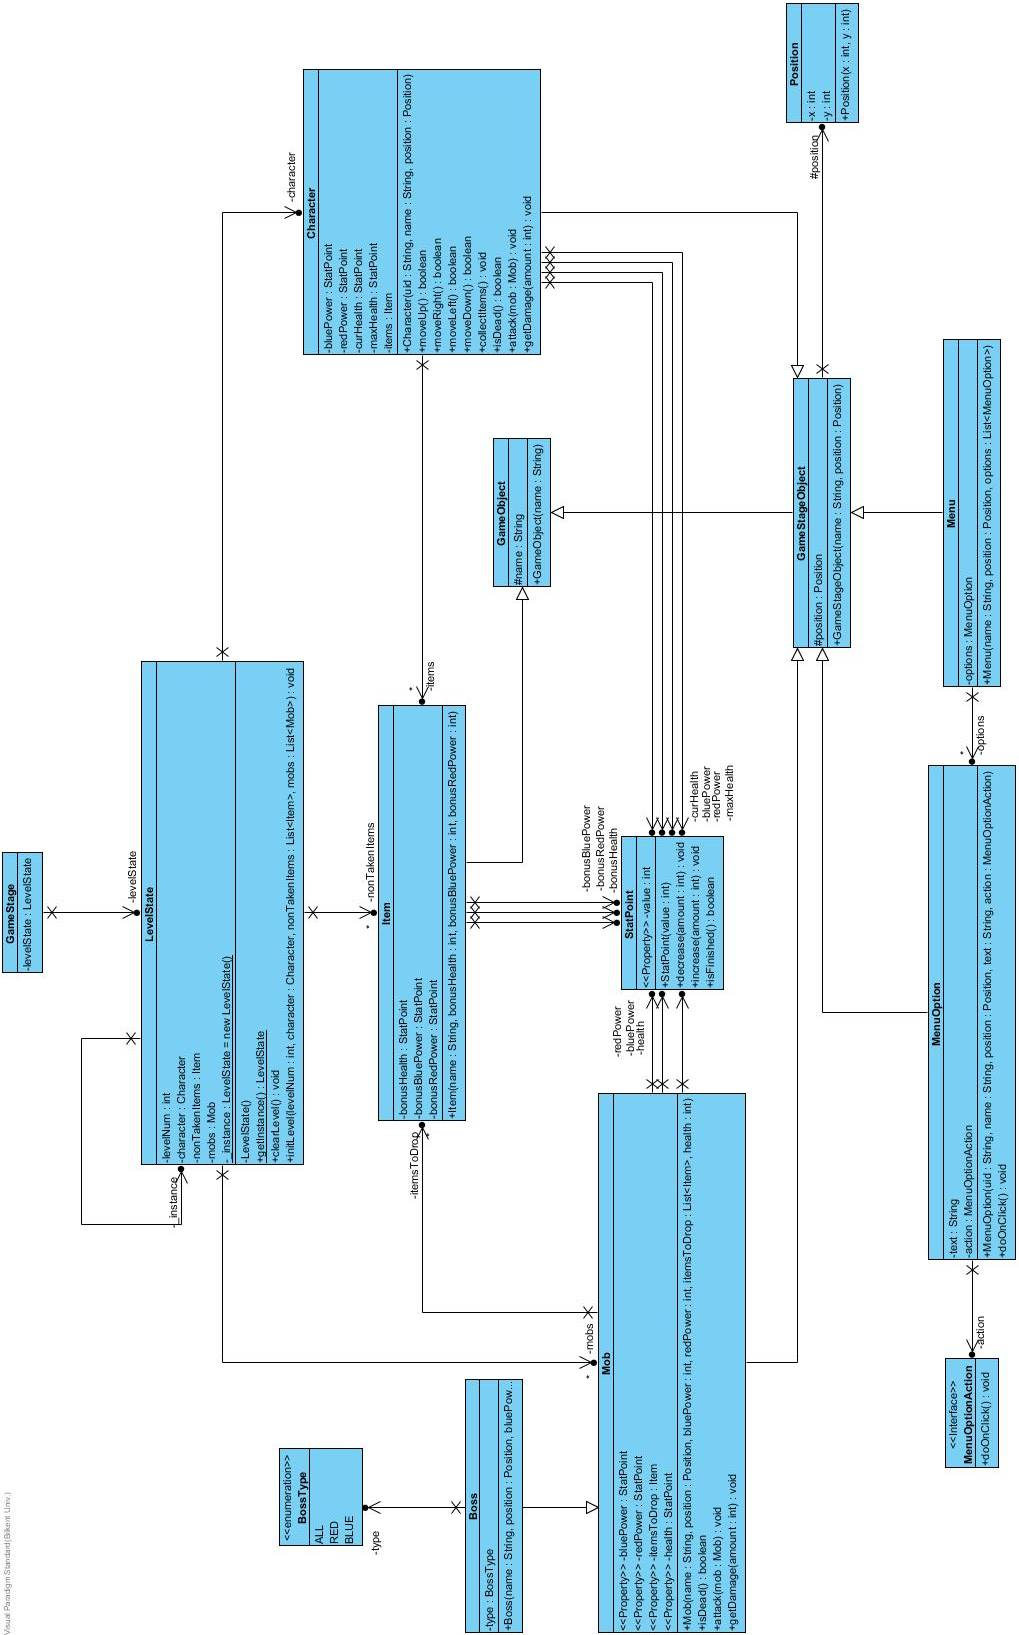 Visual Paradigm Standard(Bilkent Univ.)
GameStage
-levelState : LevelState
-levelState
LevelState
-levelNum : int
-character : Character
-nonTakenItems : Item
-mobs : Mob
-_instance : LevelState = new LevelState()
-LevelState()
+getInstance() : LevelState
+clearLevel() : void
+initLevel(levelNum : int, character : Character, nonTakenItems : List<Item>, mobs : List<Mob>) : void
-_instance
-character
Character
-bluePower : StatPoint
-redPower : StatPoint
-curHealth : StatPoint
-maxHealth : StatPoint
-items : Item
+Character(uid : String, name : String, position : Position)
+moveUp() : boolean
+moveRight() : boolean
+moveLeft() : boolean
+moveDown() : boolean
+collectItems() : void
+isDead() : boolean
+attack(mob : Mob) : void
+getDamage(amount : int) : void
-nonTakenItems
*
Item
-bonusHealth : StatPoint
-bonusBluePower : StatPoint
-bonusRedPower : StatPoint
+Item(name : String, bonusHealth : int, bonusBluePower : int, bonusRedPower : int)
*
-items
-itemsToDrop
*
GameObject
#name : String
+GameObject(name : String)
<<enumeration>>
BossType
ALL
RED
BLUE
-type
Boss
-type : BossType
+Boss(name : String, position : Position, bluePow...
-mobs
*
Mob
<<Property>> -bluePower : StatPoint
<<Property>> -redPower : StatPoint
<<Property>> -itemsToDrop : Item
<<Property>> -health : StatPoint
+Mob(name : String, position : Position, bluePower : int, redPower : int, itemsToDrop : List<Item>, health : int)
+isDead() : boolean
+attack(mob : Mob) : void
+getDamage(amount : int) : void
-redPower
-bluePower
-health
-bonusBluePower
-bonusRedPower
-bonusHealth
StatPoint
<<Property>> -value : int
+StatPoint(value : int)
+decrease(amount : int) : void
+increase(amount : int) : void
+isFinished() : boolean
-curHealth
-bluePower
-redPower
-maxHealth
Position
-x : int
-y : int
+Position(x : int, y : int)
#position
GameStageObject
#position : Position
+GameStageObject(name : String, position : Position)
Menu
-options : MenuOption
+Menu(name : String, position : Position, options : List<MenuOption>)
*
-options
MenuOption
-text : String
-action : MenuOptionAction
+MenuOption(uid : String, name : String, position : Position, text : String, action : MenuOptionAction)
+doOnClick() : void
-action
<<Interface>>
MenuOptionAction
+doOnClick() : void